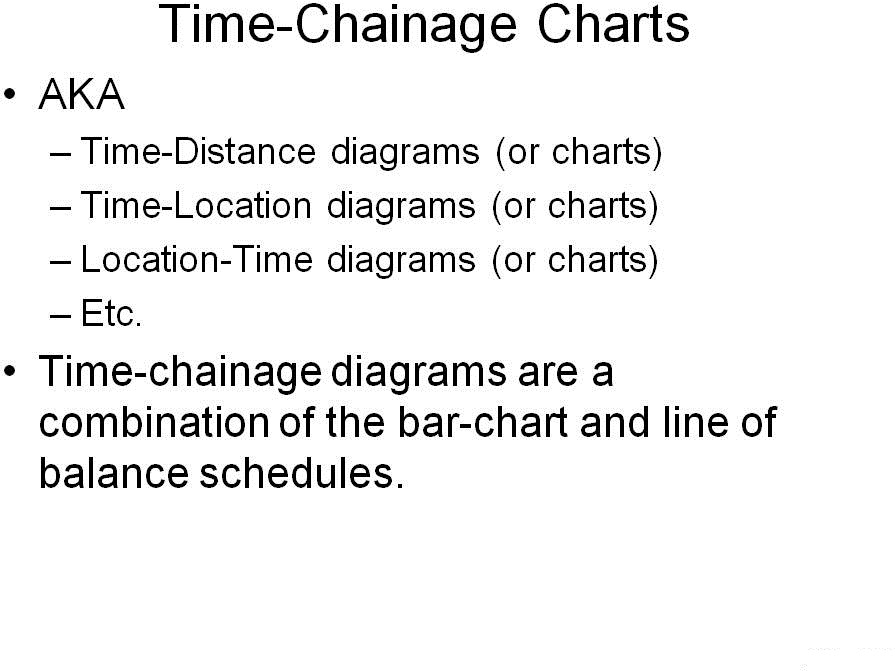 Time-Chainage Charts
• AKA
– Time-Distance diagrams (or charts)
– Time-Location diagrams (or charts)
– Location-Time diagrams (or charts)
– Etc.
• Time-chainage diagrams are a
combination of the bar-chart and line of
balance schedules.